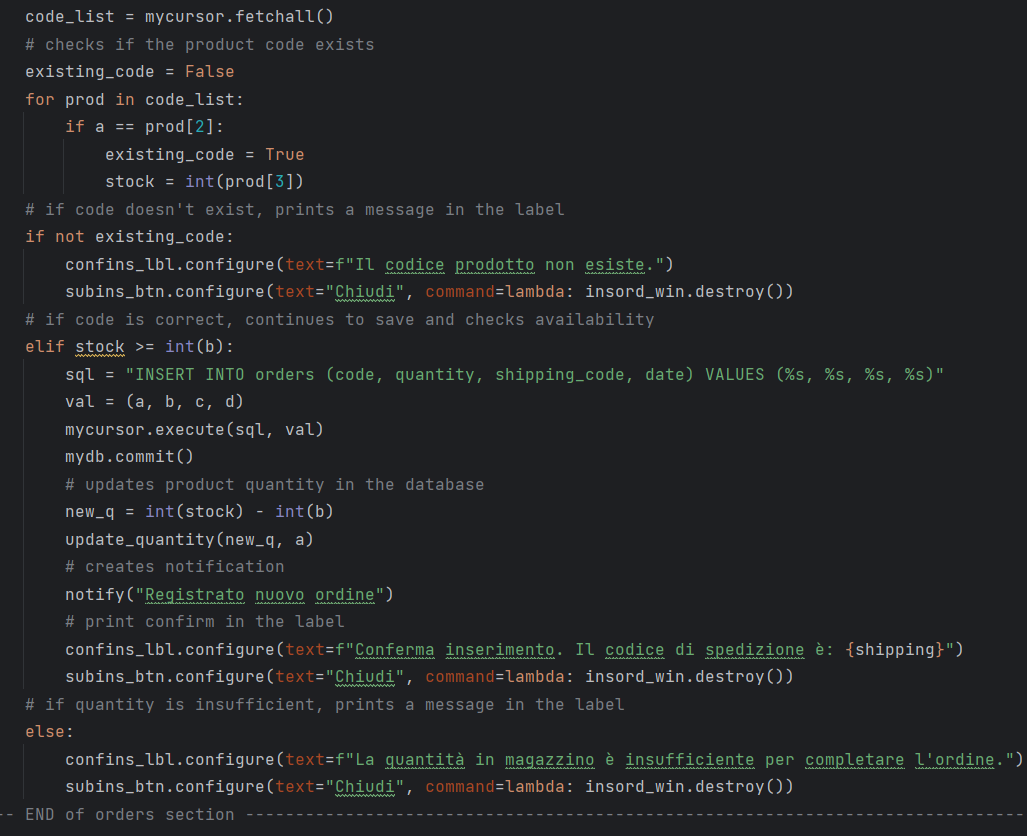 code_list = mycursor.fetchall()
# checks if the product code exists
existing_code = False
for prod in code_list:
    if a == prod[2]:
        existing_code = True
        stock = int(prod[3])
# if code doesn't exist, prints a message in the label
if not existing_code:
    confins_lbl.configure(text=f"Il codice prodotto non esiste.")
    subins_btn.configure(text="Chiudi", command=lambda: insord_win.destroy())
# if code is correct, continues to save and checks availability
elif stock >= int(b):
    sql = "INSERT INTO orders (code, quantity, shipping_code, date) VALUES (%s, %s, %s, %s)"
    val = (a, b, c, d)
    mycursor.execute(sql, val)
    mydb.commit()
    # updates product quantity in the database
    new_q = int(stock) - int(b)
    update_quantity(new_q, a)
    # creates notification
    notify("Registrato nuovo ordine")
    # print confirm in the label
    confins_lbl.configure(text=f"Conferma inserimento. Il codice di spedizione è: {shipping}")
    subins_btn.configure(text="Chiudi", command=lambda: insord_win.destroy())
# if quantity is insufficient, prints a message in the label
else:
    confins_lbl.configure(text=f"La quantità in magazzino è insufficiente per completare l'ordine.")
    subins_btn.configure(text="Chiudi", command=lambda: insord_win.destroy())
-- END of orders section ------------------------------------------------------------------------------